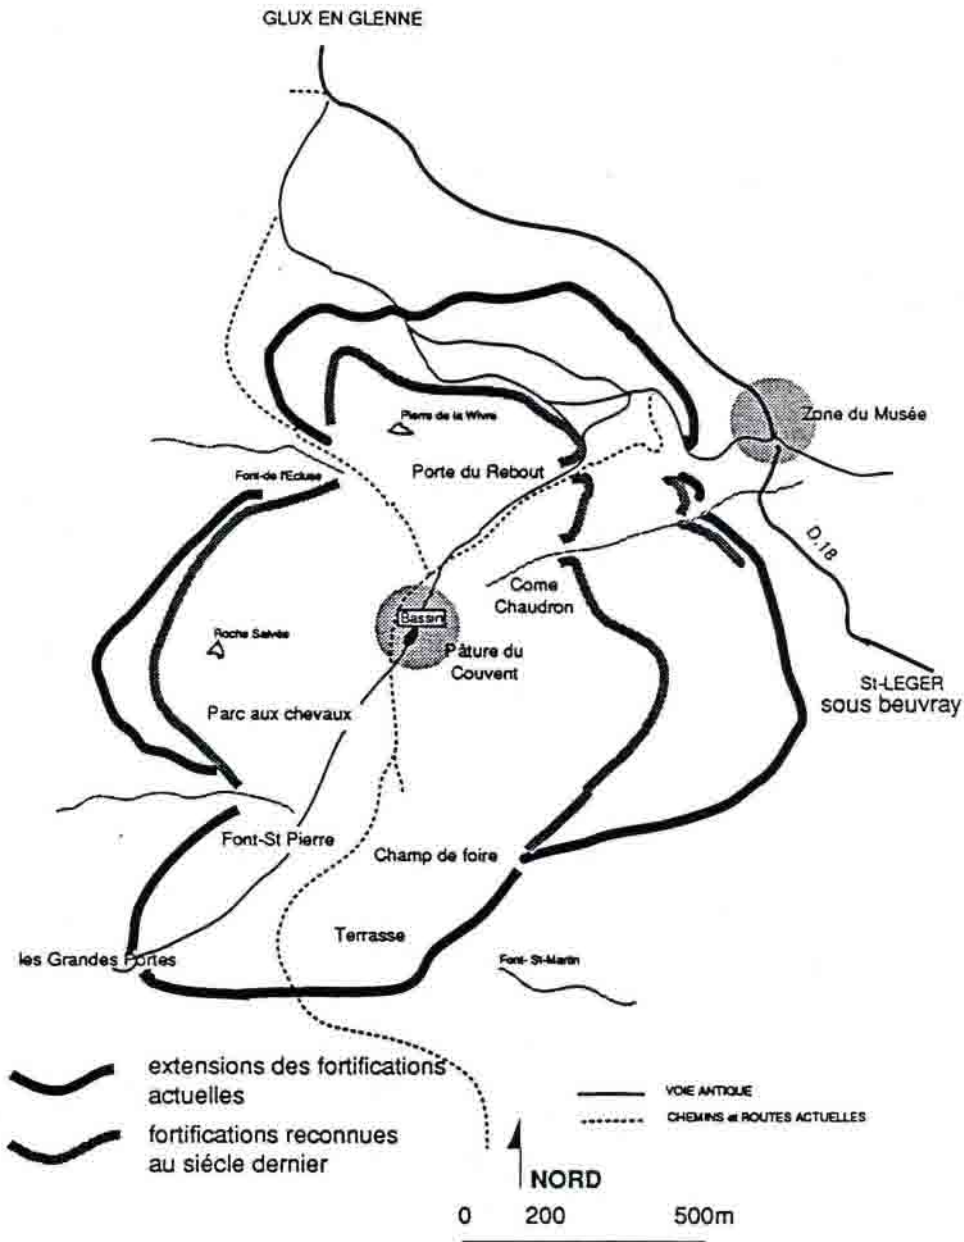 GLUX EN GLENNE
Pierre de la Wivre
Zone du Musée
Porte du Rebout
Font-de l'Ecluse
D.18
Come
Chaudron
Bassin
Roche Salvée
Pâture du
Couvent
St-LEGER
sous beuvray
Parc aux chevaux
Font-St Pierre
Champ de foire
Terrasse
les Grandes Portes
Font- St-Martin
extensions des fortifications
actuelles
fortifications reconnues
au siécle dernier
VOIE ANTIQUE
CHEMINS et ROUTES ACTUELLES
NORD
0 200 500m